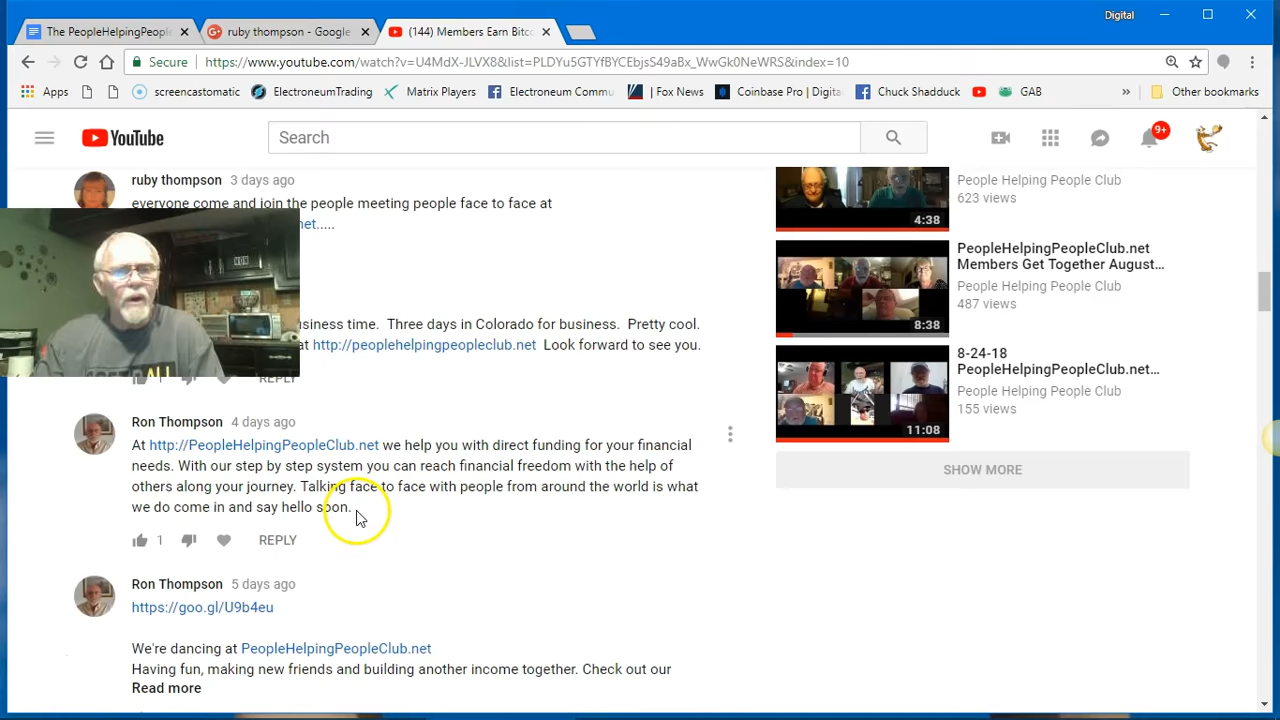 Digital
The PeopleHelpingPeople
ruby thompson - Google
(144) Members Earn Bitco
Secure
https://www.youtube.com/watch?v=U4MdX-JLVX8&list=PLDYu5GTYfBYCEbjsS49aBx_WwGk0NeWRS&index=10
Apps
screencastomatic
ElectroneumTrading
Matrix Players
Electroneum Commu
| Fox News
Coinbase Pro | Digita
Chuck Shadduck
GAB
»
Other bookmarks
YouTube
Search
9+
ruby thompson 3 days ago
everyone come and join the people meeting people face to face at
net.....
usiness time. Three days in Colorado for business. Pretty cool.
at http://peoplehelpingpeopleclub.net Look forward to see you.
1
REPLY
Ron Thompson 4 days ago
At http://PeopleHelpingPeopleClub.net we help you with direct funding for your financial
needs. With our step by step system you can reach financial freedom with the help of
others along your journey. Talking face to face with people from around the world is what
we do come in and say hello soon.
1 REPLY
Ron Thompson 5 days ago
https://goo.gl/U9b4eu
We're dancing at PeopleHelpingPeopleClub.net
Having fun, making new friends and building another income together. Check out our
Read more
People Helping People Club
623 views
4:38
PeopleHelpingPeopleClub.net
Members Get Together August...
People Helping People Club
487 views
8:38
8-24-18
PeopleHelpingPeopleClub.net...
People Helping People Club
155 views
11:08
SHOW MORE